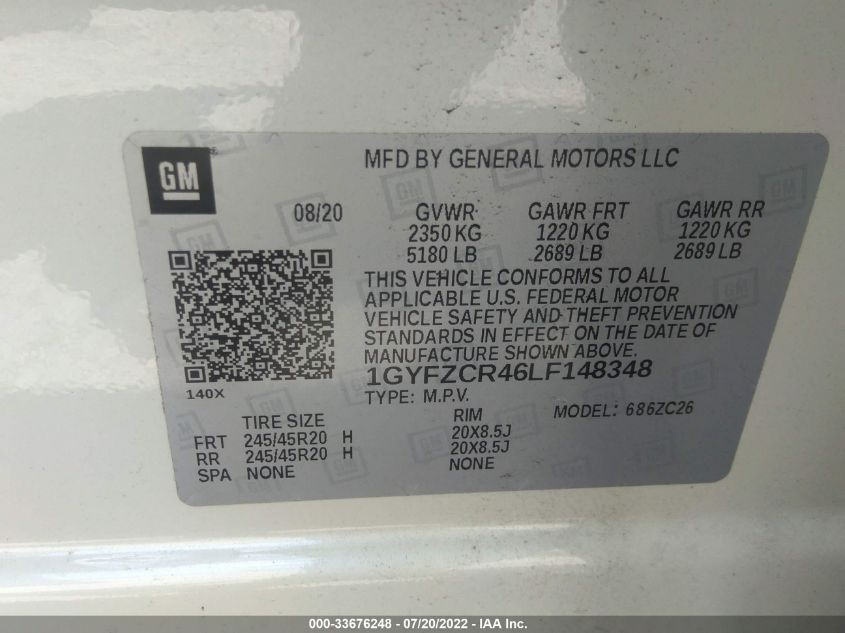 GM
MFD BY GENERAL MOTORS LLC
08/20 GVWR GAWR FRT GAWR RR
2350 KG 1220 KG 1220 KG
5180 LB 2689 LB 2689 LB
THIS VEHICLE CONFORMS TO ALL
APPLICABLE U.S. FEDERAL MOTOR
VEHICLE SAFETY AND THEFT PREVENTION
STANDARDS IN EFFECT ON THE DATE OF
MANUFACTURE SHOWN ABOVE.
1GYFZCR46LF148348
140X
TYPE: M.P.V. MODEL: 686ZC26
TIRE SIZE RIM
FRT 245/45R20 H 20X8.5J
RR 245/45R20 H 20X8.5J
SPA NONE NONE
000-33676248 - 07/20/2022 - Copyright © IAA, Inc.